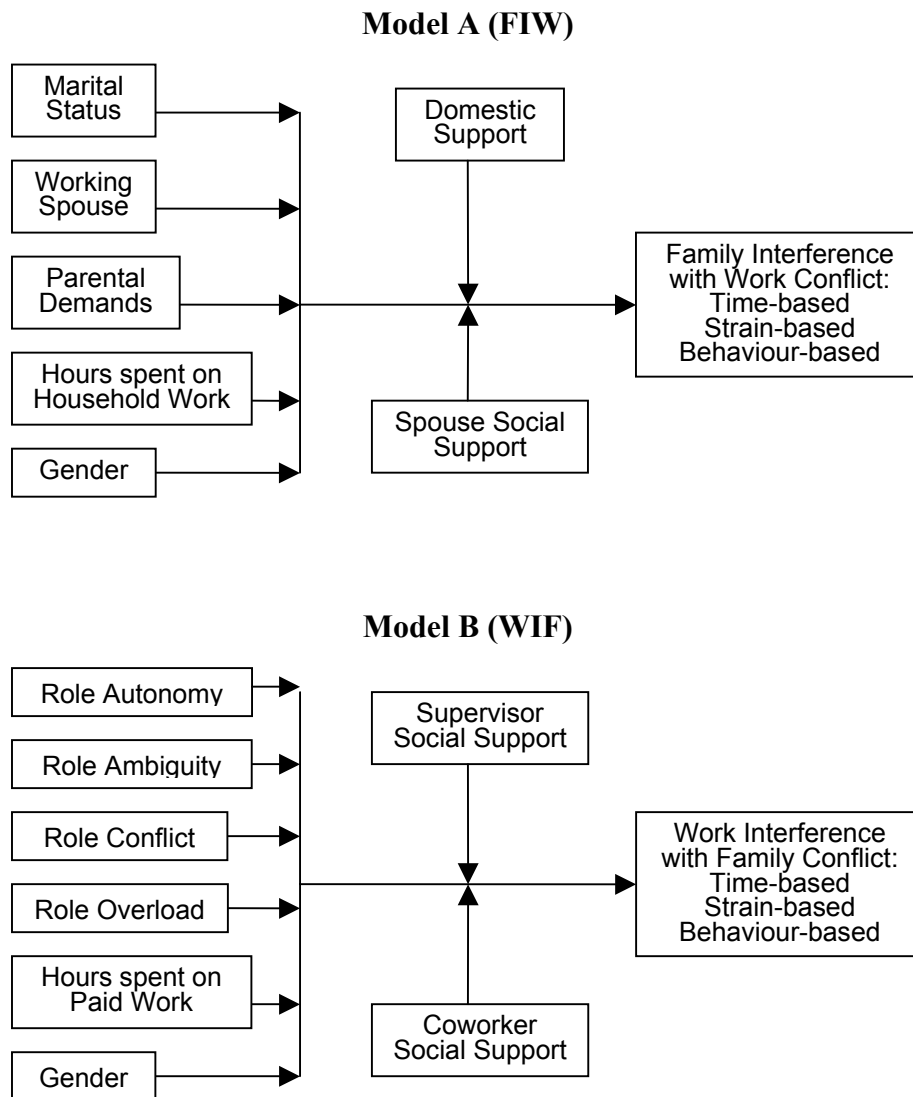 Model A (FIW)
Marital
Status
Working
Spouse
Parental
Demands
Hours spent on
Household Work
Gender
Domestic
Support
Spouse Social
Support
Family Interference
with Work Conflict:
Time-based
Strain-based
Behaviour-based
Model B (WIF)
Role Autonomy
Role Ambiguity
Role Conflict
Role Overload
Hours spent on
Paid Work
Gender
Supervisor
Social Support
Coworker
Social Support
Work Interference
with Family Conflict:
Time-based
Strain-based
Behaviour-based